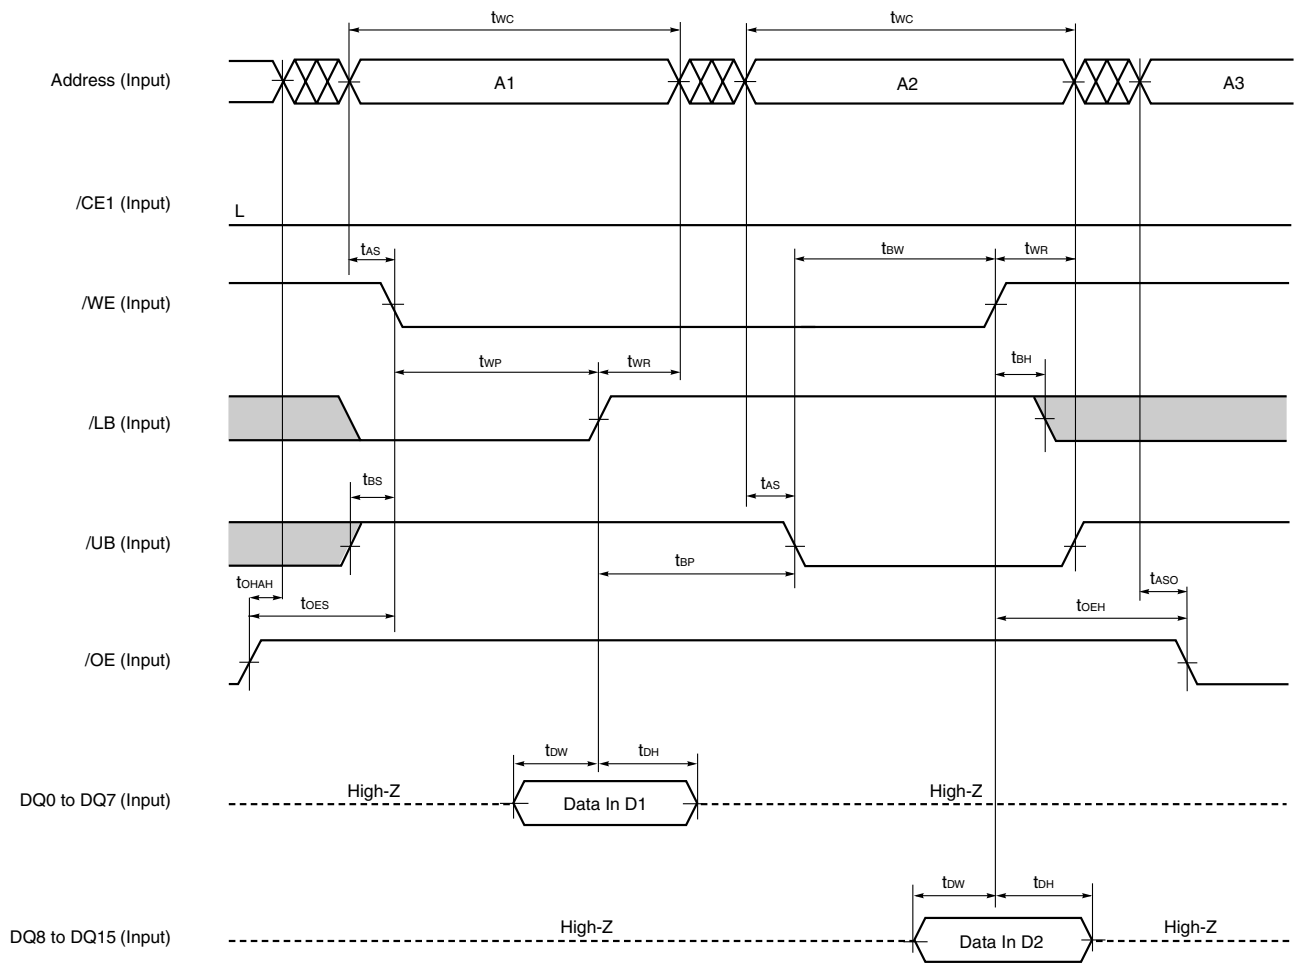 tWC tWC
Address (Input) A1 A2 A3
/CE1 (Input) L
tAS tBW tWR
/WE (Input)
tWP tWR tBH
/LB (Input)
tBS tAS
/UB (Input)
tOHAH tBP tASO
tOES tOEH
/OE (Input)
tDW tDH
DQ0 to DQ7 (Input) High-Z Data In D1 High-Z
tDW tDH
DQ8 to DQ15 (Input) High-Z Data In D2 High-Z